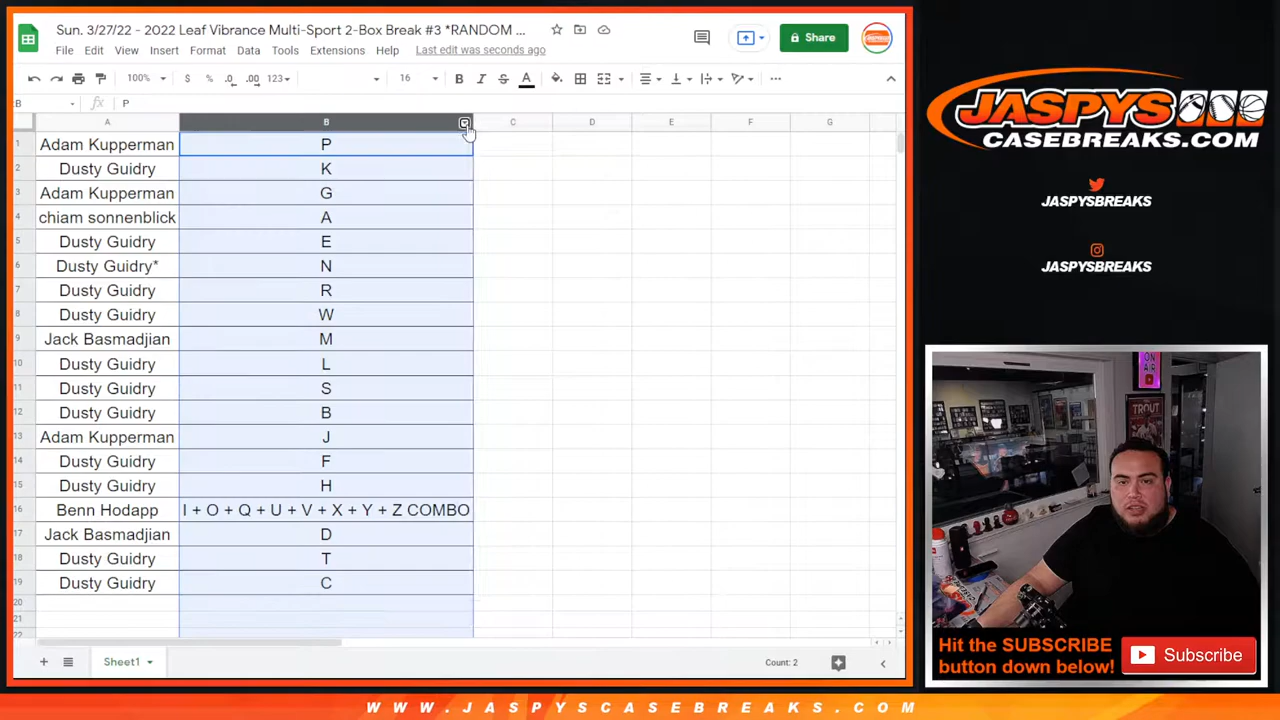 Sun. 3/27/22 - 2022 Leaf Vibrance Multi-Sport 2-Box Break #3 *RANDOM ...
File Edit View Insert Format Data Tools Extensions Help Last edit was seconds ago
Share
100% $ % .0 .00 123 16 B I S A
B fx P
A B C D E F G
1 Adam Kupperman P
2 Dusty Guidry K
3 Adam Kupperman G
4 chiam sonnenblick A
5 Dusty Guidry E
6 Dusty Guidry* N
7 Dusty Guidry R
8 Dusty Guidry W
9 Jack Basmadjian M
10 Dusty Guidry L
11 Dusty Guidry S
12 Dusty Guidry B
13 Adam Kupperman J
14 Dusty Guidry F
15 Dusty Guidry H
16 Benn Hodapp I + O + Q + U + V + X + Y + Z COMBO
17 Jack Basmadjian D
18 Dusty Guidry T
19 Dusty Guidry C
20
21
22
Sheet1
Count: 2
JASPYS
CASEBREAKS.COM
JASPYSBREAKS
JASPYSBREAKS
ON AIR
TROUT
Hit the SUBSCRIBE
button down below!
Subscribe
WWW.JASPYSCASEBREAKS.COM